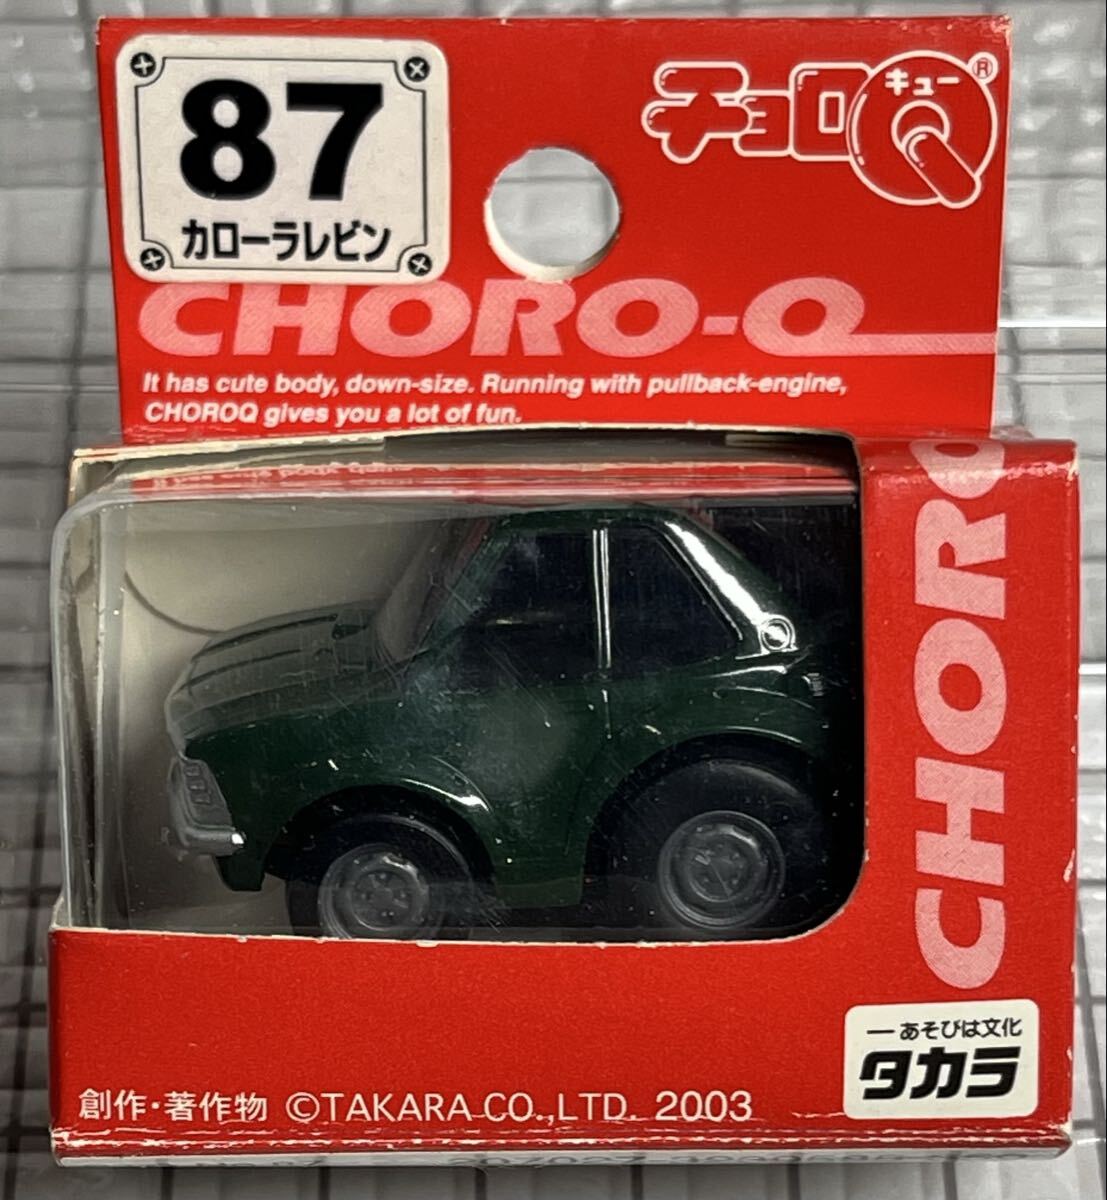 87
カローラレビン
チョロQ
キュー
®
CHORO-Q
It has cute body, down-size. Running with pullback-engine,
CHOROQ gives you a lot of fun.
CHORO
ーあそびは文化
タカラ
創作・著作物 ©TAKARA CO.,LTD. 2003